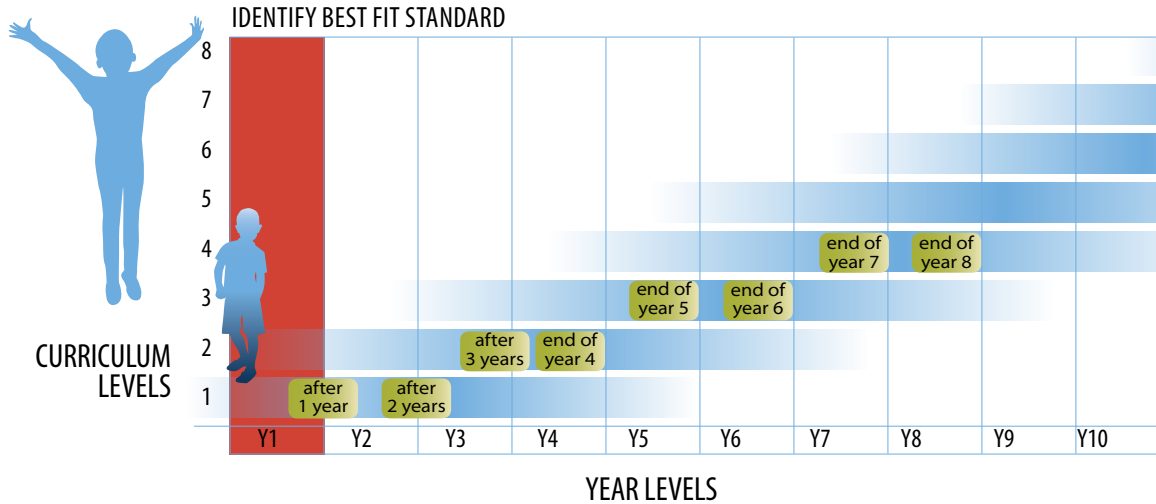 IDENTIFY BEST FIT STANDARD
8
7
6
5
4
3
2
1
end of
year 7
end of
year 8
end of
year 5
end of
year 6
after
3 years
end of
year 4
after
1 year
after
2 years
CURRICULUM
LEVELS
Y1 Y2 Y3 Y4 Y5 Y6 Y7 Y8 Y9 Y10
YEAR LEVELS